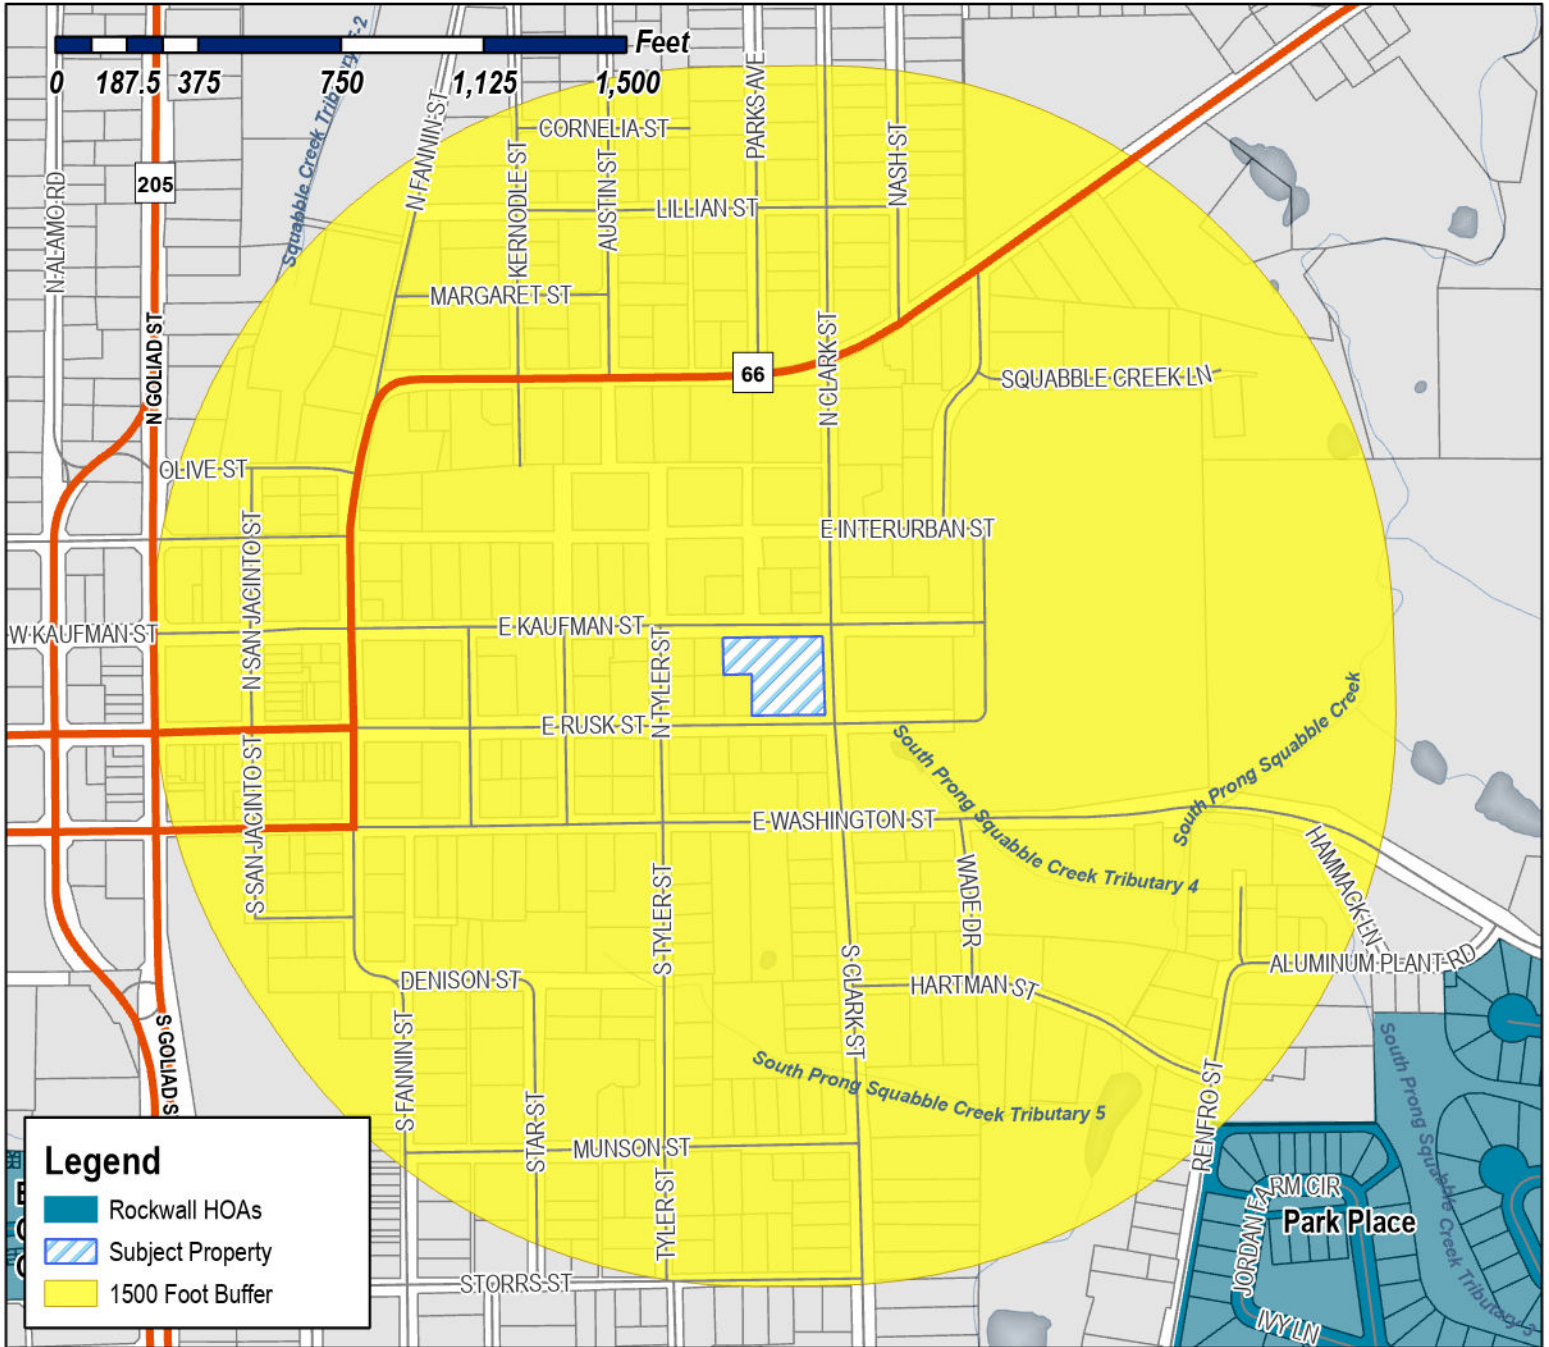 Feet
0 187.5 375 750 1,125 1,500
205
66
N ALAMO RD
N GOLIAD ST
Squabble Creek Tributary F-2
N FANNIN ST
KERNODLE ST
AUSTIN ST
PARKS AVE
NASH ST
CORNELIA ST
LILLIAN ST
MARGARET ST
N CLARK ST
SQUABBLE CREEK LN
OLIVE ST
N SAN JACINTO ST
E INTERURBAN ST
W KAUFMAN ST
E KAUFMAN ST
N TYLER ST
E RUSK ST
South Prong Squabble Creek
South Prong Squabble Creek Tributary 4
S SAN JACINTO ST
E WASHINGTON ST
WADE DR
HAMMACK LN
S TYLER ST
ALUMINUM PLANT RD
DENISON ST
HARTMAN ST
S CLARK ST
S GOLIAD S
S FANNIN ST
STAR ST
South Prong Squabble Creek Tributary 5
RENFRO ST
South Prong Squabble Creek Tributary 3
MUNSON ST
TYLER ST
STORRS ST
JORDAN FARM CIR
Park Place
IVY LN
Legend
Rockwall HOAs
Subject Property
1500 Foot Buffer